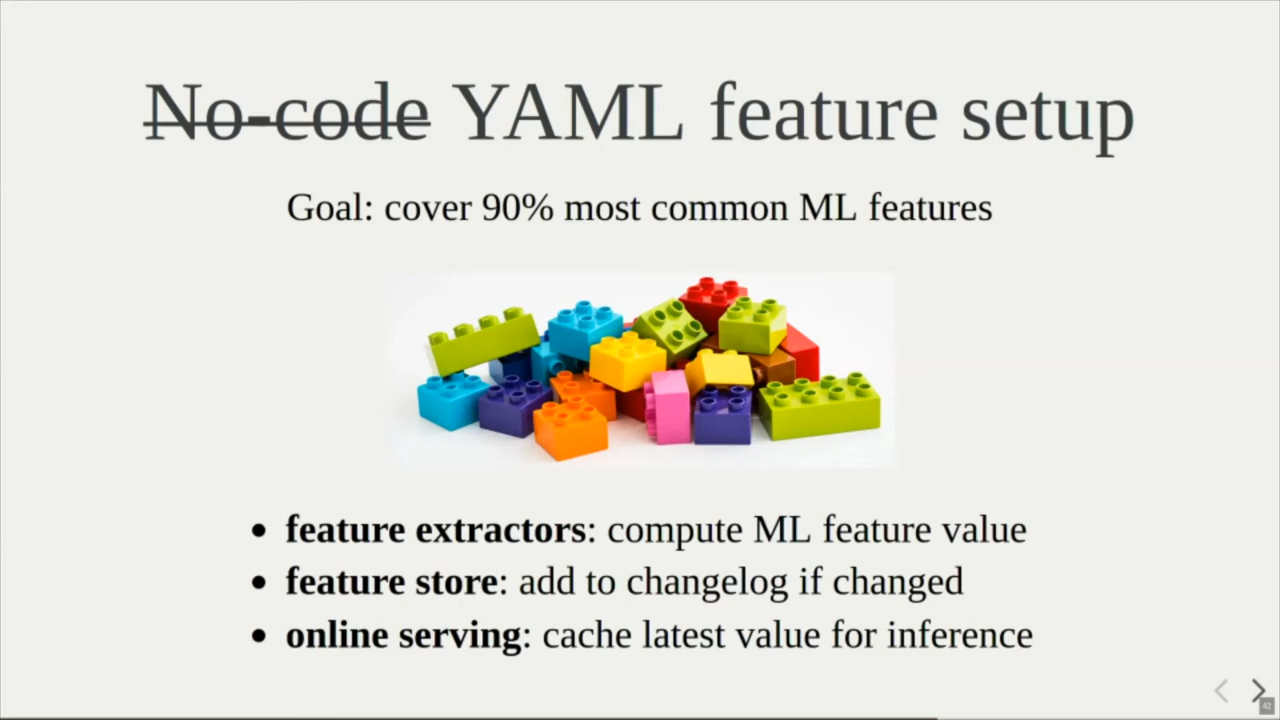 No-code YAML feature setup
Goal: cover 90% most common ML features
feature extractors: compute ML feature value
feature store: add to changelog if changed
online serving: cache latest value for inference
42